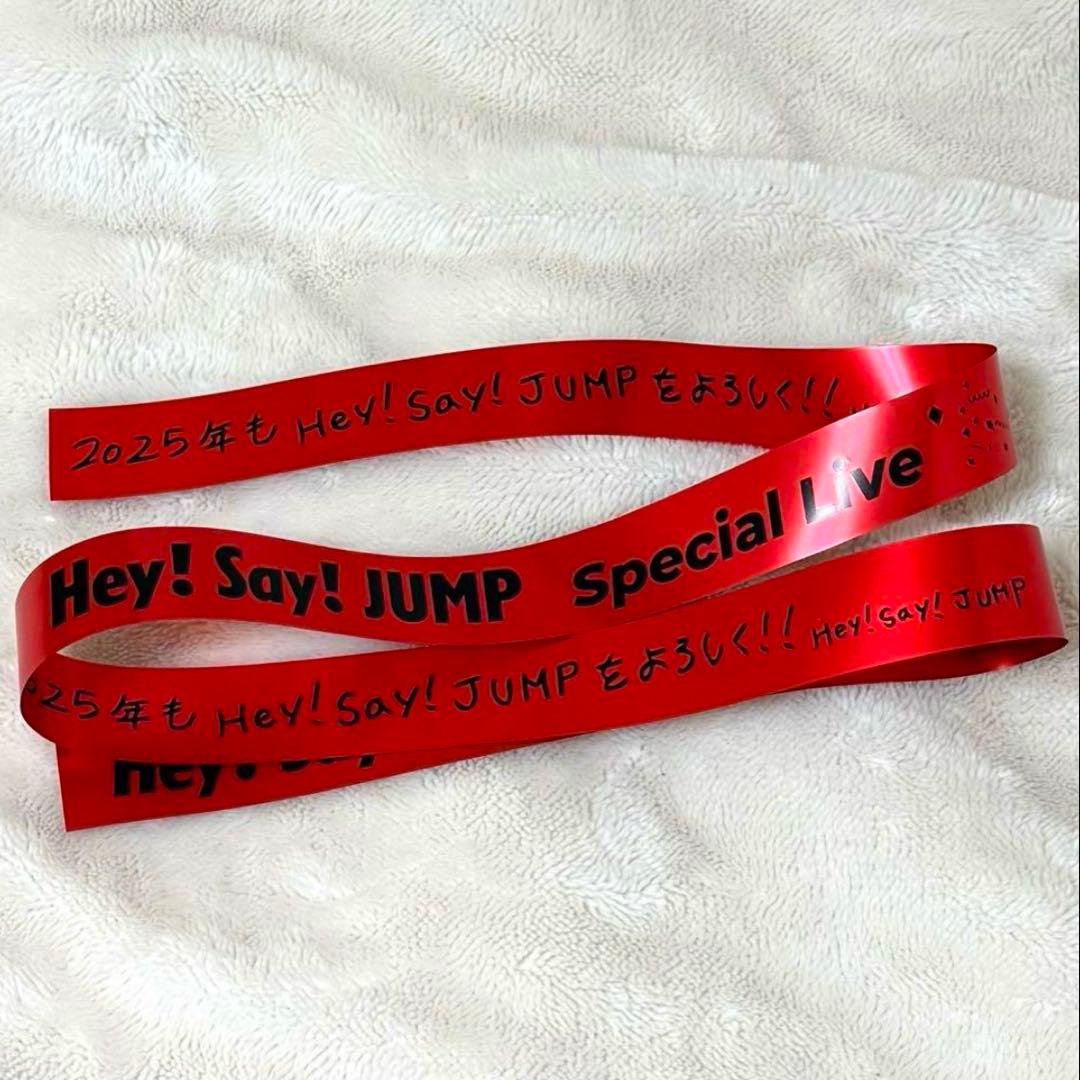 2025年も Hey! Say! JUMP をよろしく!!
Hey! Say! JUMP Special Live
25年も Hey! Say! JUMP をよろしく!! Hey! Say! JUMP
Hey! Say